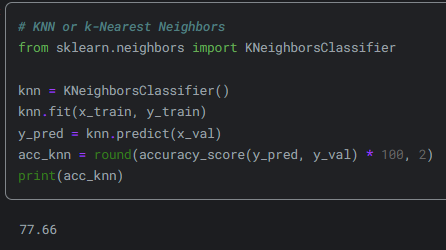 # KNN or k-Nearest Neighbors
from sklearn.neighbors import KNeighborsClassifier
knn = KNeighborsClassifier()
knn.fit(x_train, y_train)
y_pred = knn.predict(x_val)
acc_knn = round(accuracy_score(y_pred, y_val) * 100, 2)
print(acc_knn)
77.66